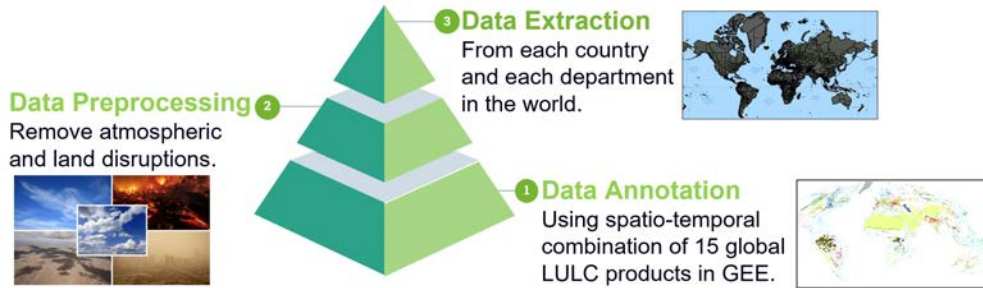 3 Data Extraction
From each country
and each department
in the world.
Data Preprocessing 2
Remove atmospheric
and land disruptions.
1 Data Annotation
Using spatio-temporal
combination of 15 global
LULC products in GEE.